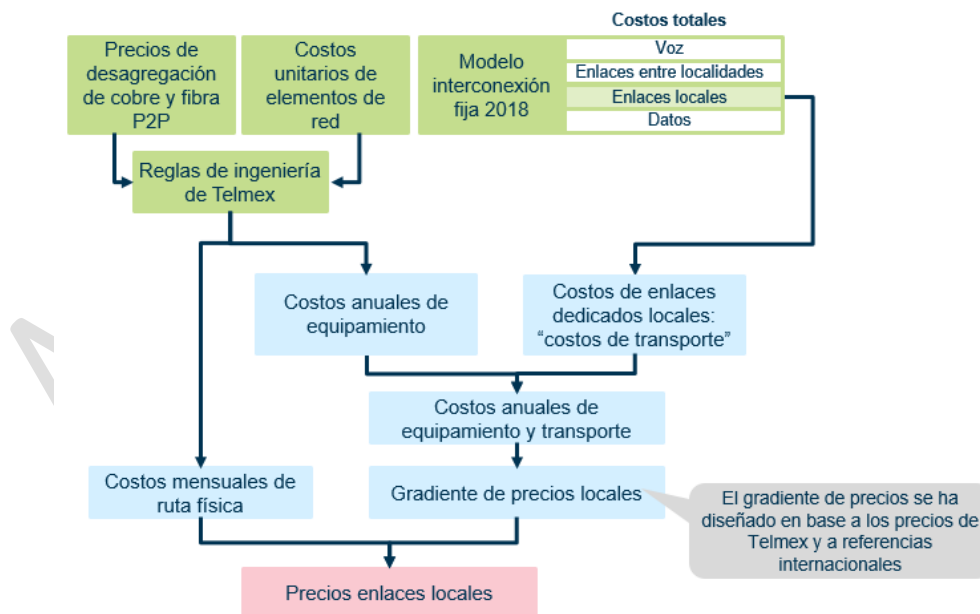 Costos totales
Precios de
desagregación
de cobre y fibra
P2P
Costos
unitarios de
elementos de
red
Modelo
interconexión
fija 2018
Voz
Enlaces entre localidades
Enlaces locales
Datos
Reglas de ingeniería
de Telmex
Costos anuales de
equipamiento
Costos de enlaces
dedicados locales:
“costos de transporte”
Costos anuales de
equipamiento y transporte
Costos mensuales de
ruta física
Gradiente de precios locales
El gradiente de precios se ha
diseñado en base a los precios de
Telmex y a referencias
internacionales
Precios enlaces locales